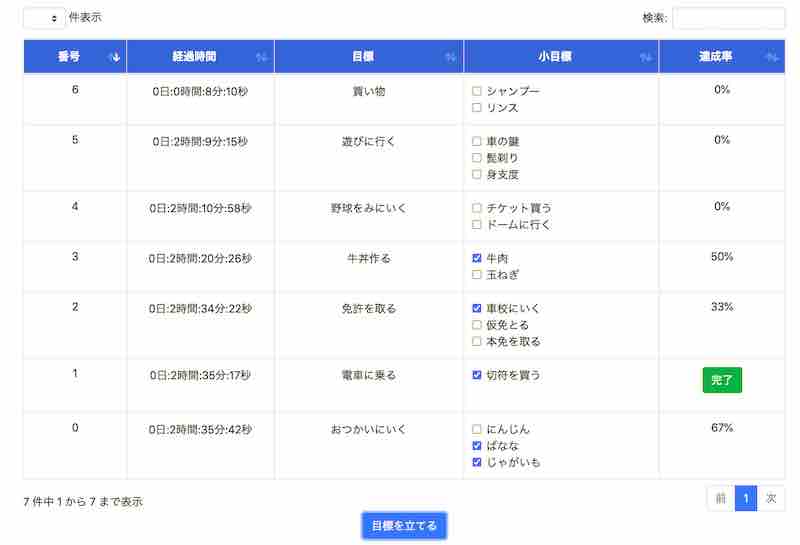 件表示 検索:
番号 経過時間 目標 小目標 達成率
6 0日:0時間:8分:10秒 買い物 シャンプー 0%
リンス
5 0日:2時間:9分:15秒 遊びに行く 車の鍵 0%
髭剃り
身支度
4 0日:2時間:10分:58秒 野球をみにいく チケット買う 0%
ドームに行く
3 0日:2時間:20分:26秒 牛丼作る 牛肉 50%
玉ねぎ
2 0日:2時間:34分:22秒 免許を取る 車校にいく 33%
仮免とる
本免を取る
1 0日:2時間:35分:17秒 電車に乗る 切符を買う 完了
0 0日:2時間:35分:42秒 おつかいにいく にんじん 67%
ばなな
じゃがいも
7 件中 1 から 7 まで表示 前 1 次
目標を立てる